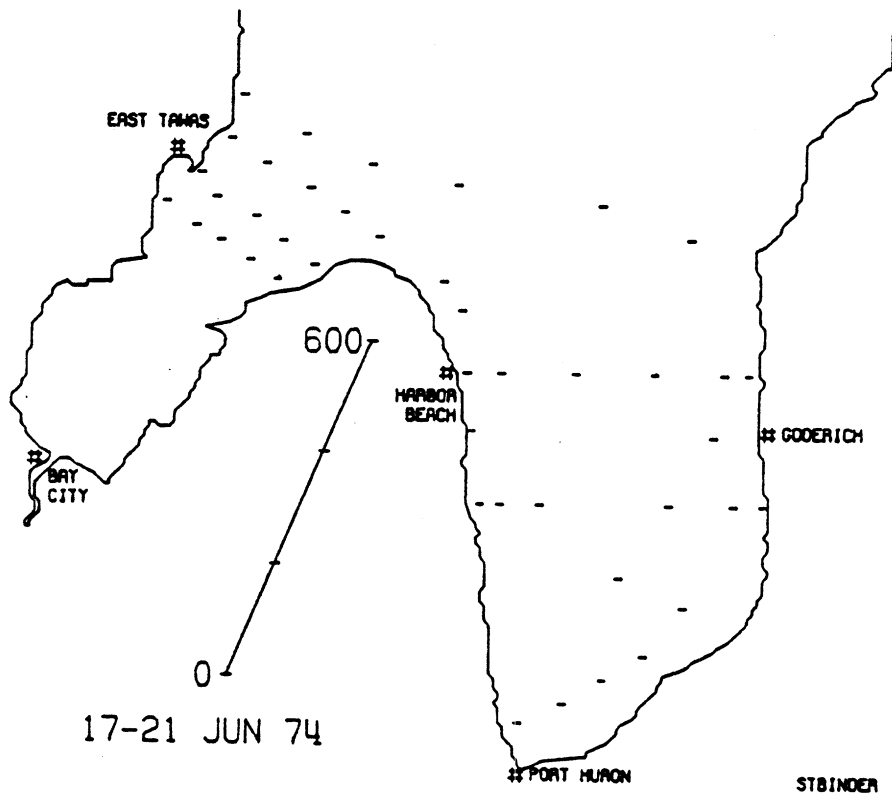 EAST TAWAS
#
600
#
HARBOR
BEACH
# GODERICH
#
BAY
CITY
0
17-21 JUN 74
# PORT HURON
STBINDER